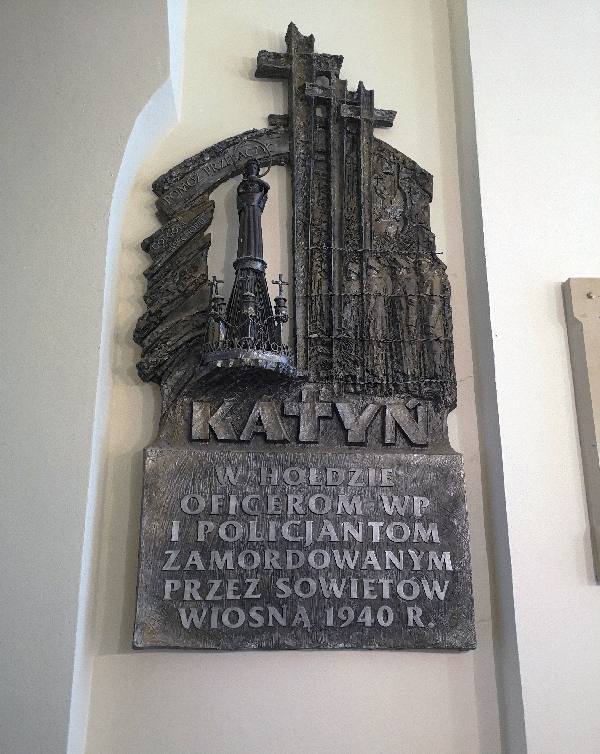 KATYŃ
W HOŁDZIE
OFICEROM WP
I POLICJANTOM
ZAMORDOWANYM
PRZEZ SOWIETÓW
WIOSNĄ 1940 R.